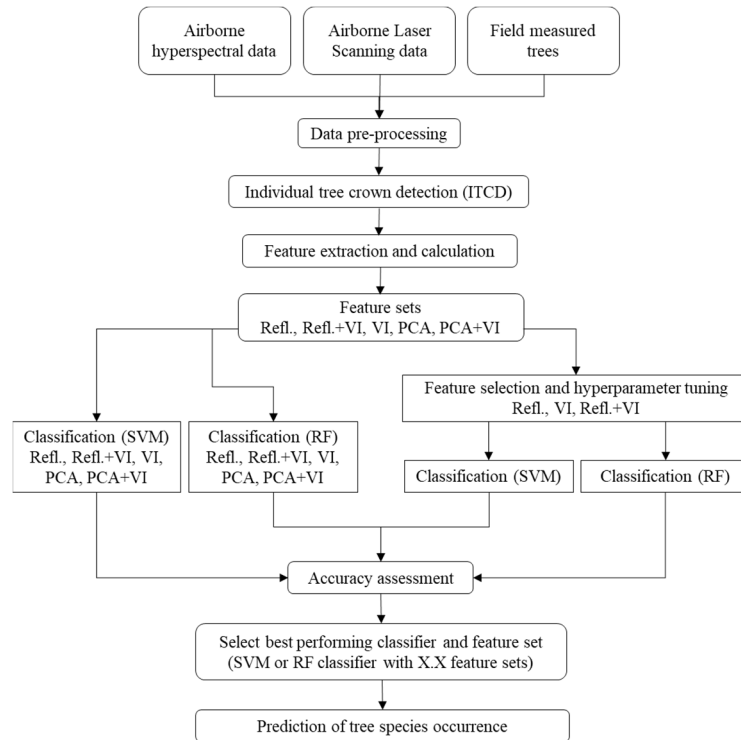 Airborne
hyperspectral data
Airborne Laser
Scanning data
Field measured
trees
Data pre-processing
Individual tree crown detection (ITCD)
Feature extraction and calculation
Feature sets
Refl., Refl.+VI, VI, PCA, PCA+VI
Feature selection and hyperparameter tuning
Refl., VI, Refl.+VI
Classification (SVM)
Refl., Refl.+VI, VI,
PCA, PCA+VI
Classification (RF)
Refl., Refl.+VI, VI,
PCA, PCA+VI
Classification (SVM)
Classification (RF)
Accuracy assessment
Select best performing classifier and feature set
(SVM or RF classifier with X.X feature sets)
Prediction of tree species occurrence